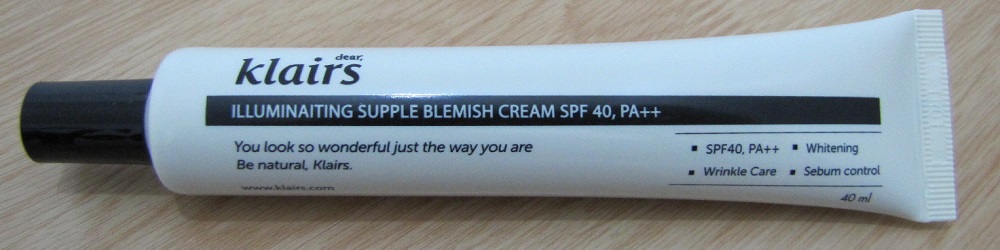 dear,
klairs
ILLUMINAITING SUPPLE BLEMISH CREAM SPF 40, PA++
You look so wonderful just the way you are
Be natural, Klairs.
www.klairs.com
▪ SPF40, PA++ ▪ Whitening
▪ Wrinkle Care ▪ Sebum control
40 ml